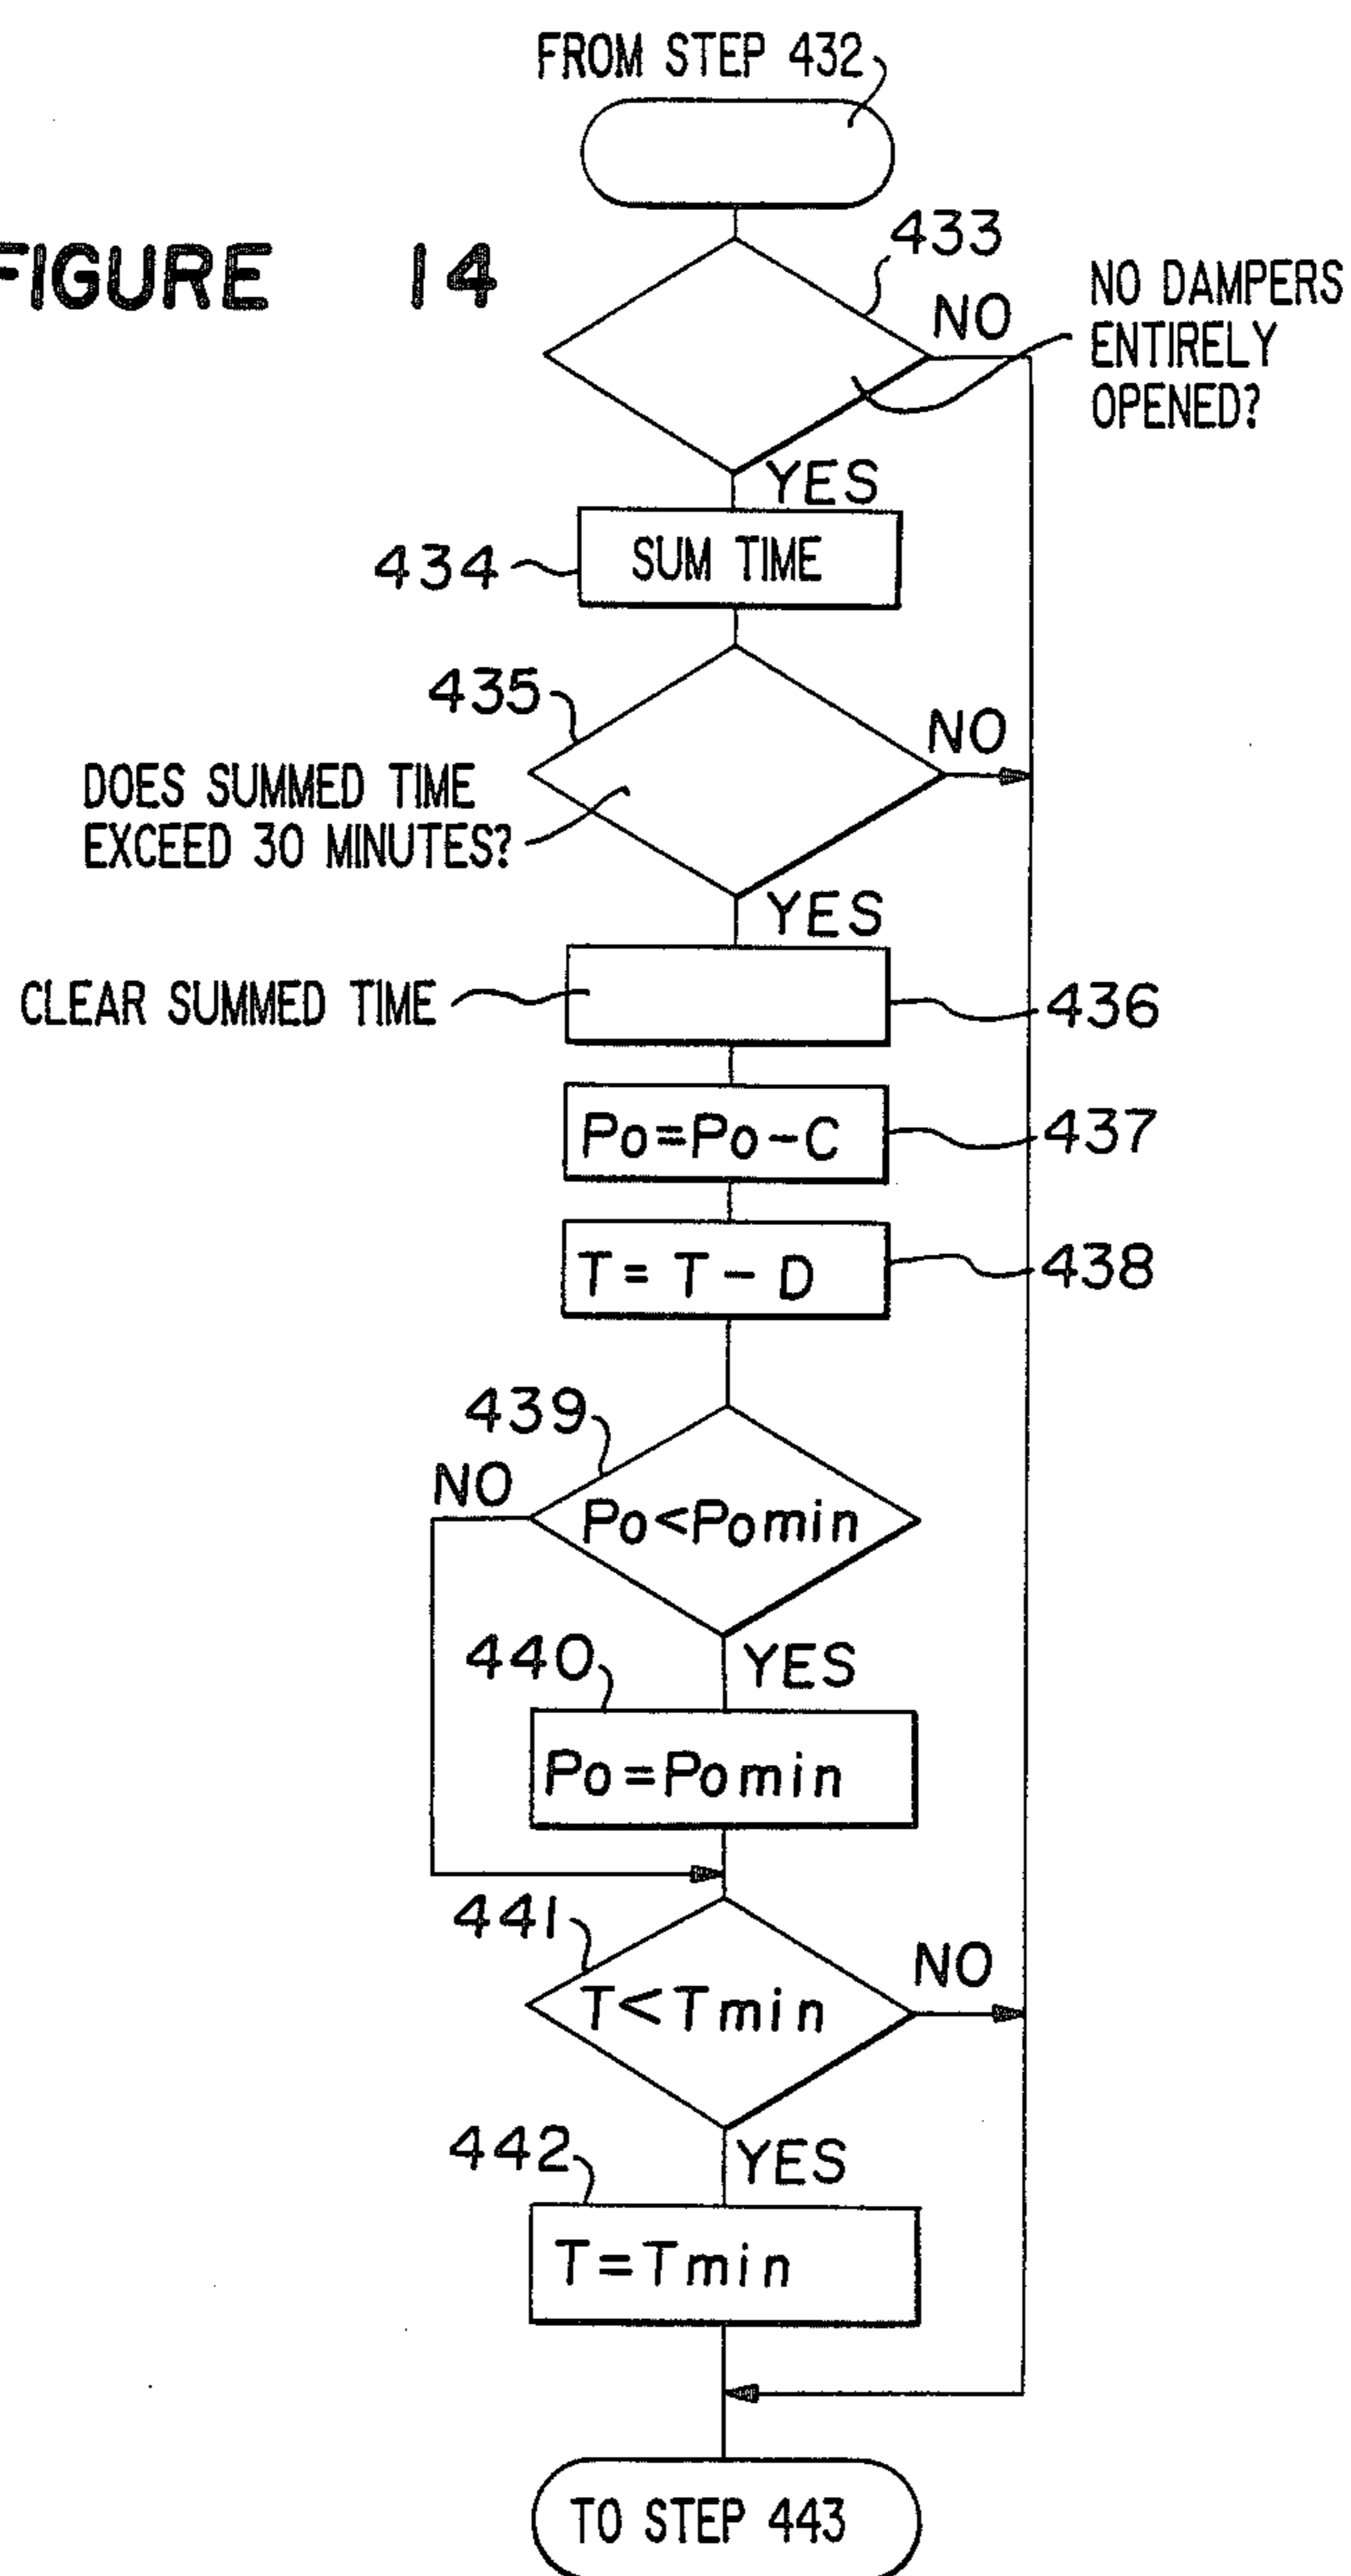 FROM STEP 432
FIGURE 14
433
NO
NO DAMPERS
ENTIRELY
OPENED?
YES
434
SUM TIME
435
NO
DOES SUMMED TIME
EXCEED 30 MINUTES?
YES
CLEAR SUMMED TIME
436
Po=Po-C
437
T = T - D
438
439
NO
Po<Pomin
YES
440
Po=Pomin
441
NO
T<Tmin
YES
442
T=Tmin
TO STEP 443